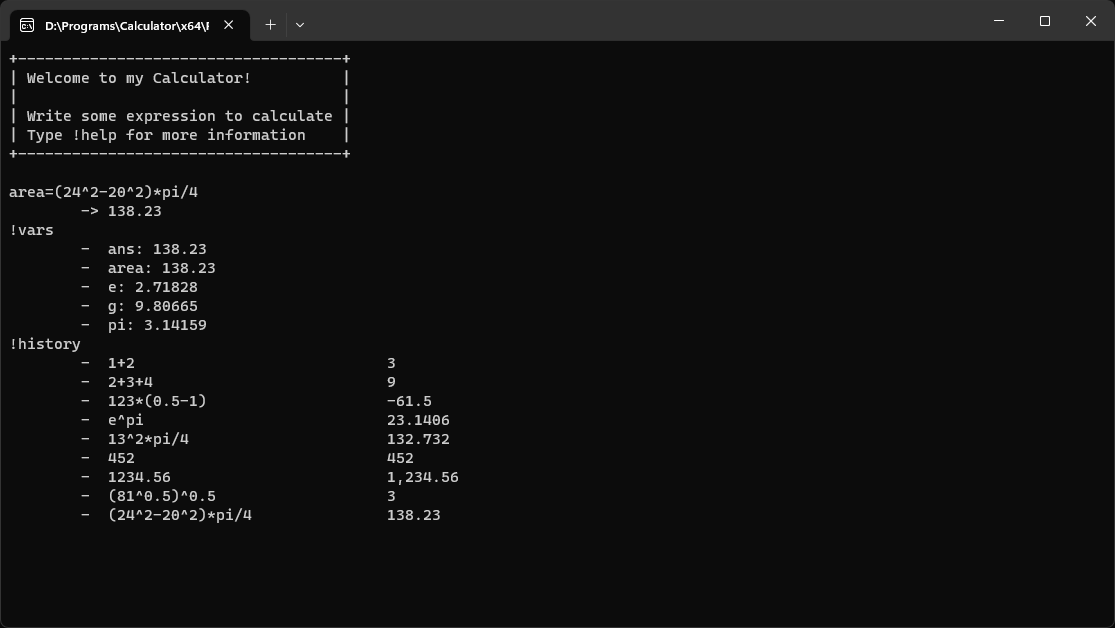 D:\Programs\Calculator\x64\F
+------------------------------------+
| Welcome to my Calculator!          |
|                                    |
| Write some expression to calculate |
| Type !help for more information    |
+------------------------------------+
area=(24^2-20^2)*pi/4
        -> 138.23
!vars
        -  ans: 138.23
        -  area: 138.23
        -  e: 2.71828
        -  g: 9.80665
        -  pi: 3.14159
!history
        -  1+2                            3
        -  2+3+4                          9
        -  123*(0.5-1)                    -61.5
        -  e^pi                           23.1406
        -  13^2*pi/4                      132.732
        -  452                            452
        -  1234.56                        1,234.56
        -  (81^0.5)^0.5                   3
        -  (24^2-20^2)*pi/4               138.23